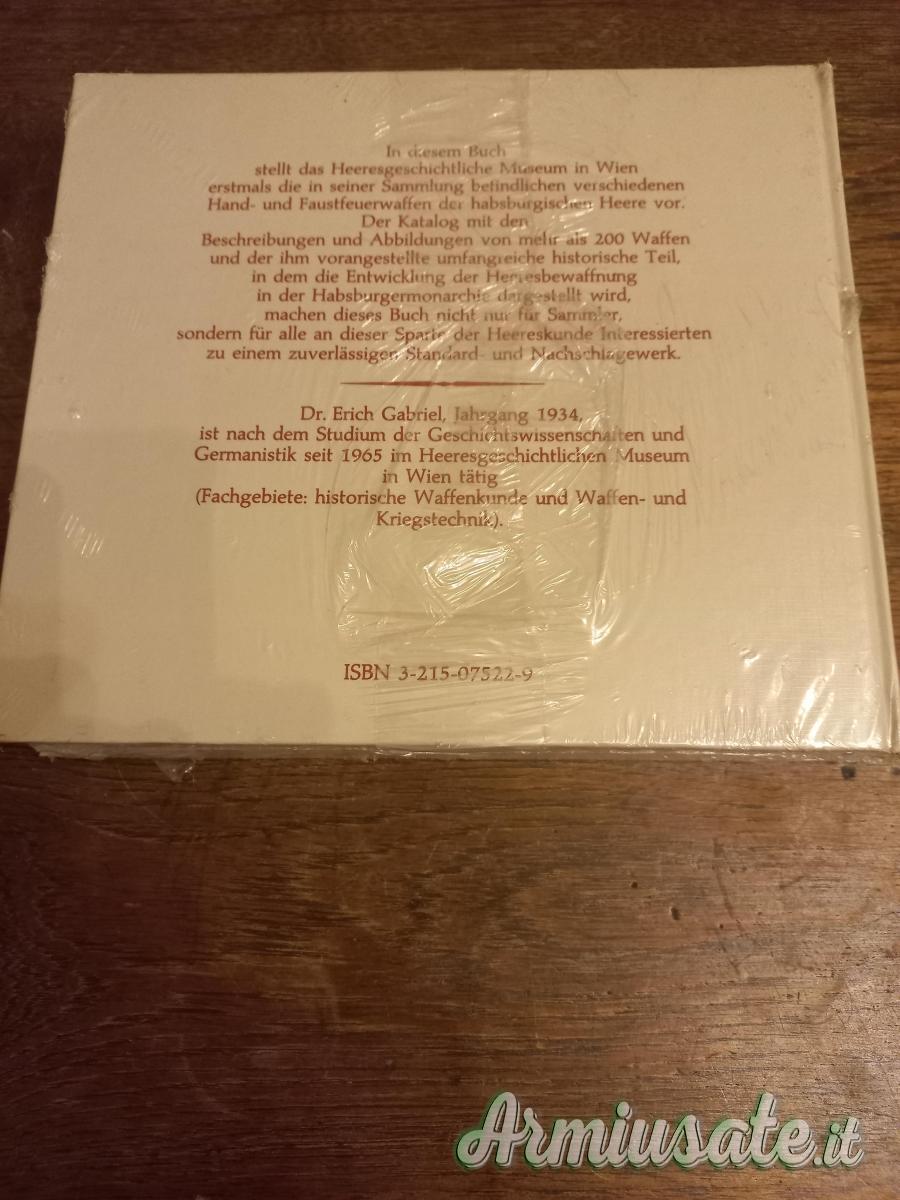 In diesem Buch
stellt das Heeresgeschichtliche Museum in Wien
erstmals die in seiner Sammlung befindlichen verschiedenen
Hand- und Faustfeuerwaffen der habsburgischen Heere vor.
Der Katalog mit den
Beschreibungen und Abbildungen von mehr als 200 Waffen
und der ihm vorangestellte umfangreiche historische Teil,
in dem die Entwicklung der Heeresbewaffnung
in der Habsburgermonarchie dargestellt wird,
machen dieses Buch nicht nur für Sammler,
sondern für alle an dieser Sparte der Heereskunde Interessierten
zu einem zuverlässigen Standard- und Nachschlagewerk.
Dr. Erich Gabriel, Jahrgang 1934,
ist nach dem Studium der Geschichtswissenschaften und
Germanistik seit 1965 im Heeresgeschichtlichen Museum
in Wien tätig
(Fachgebiete: historische Waffenkunde und Waffen- und
Kriegstechnik).
ISBN 3-215-07522-9
Armiusate.it